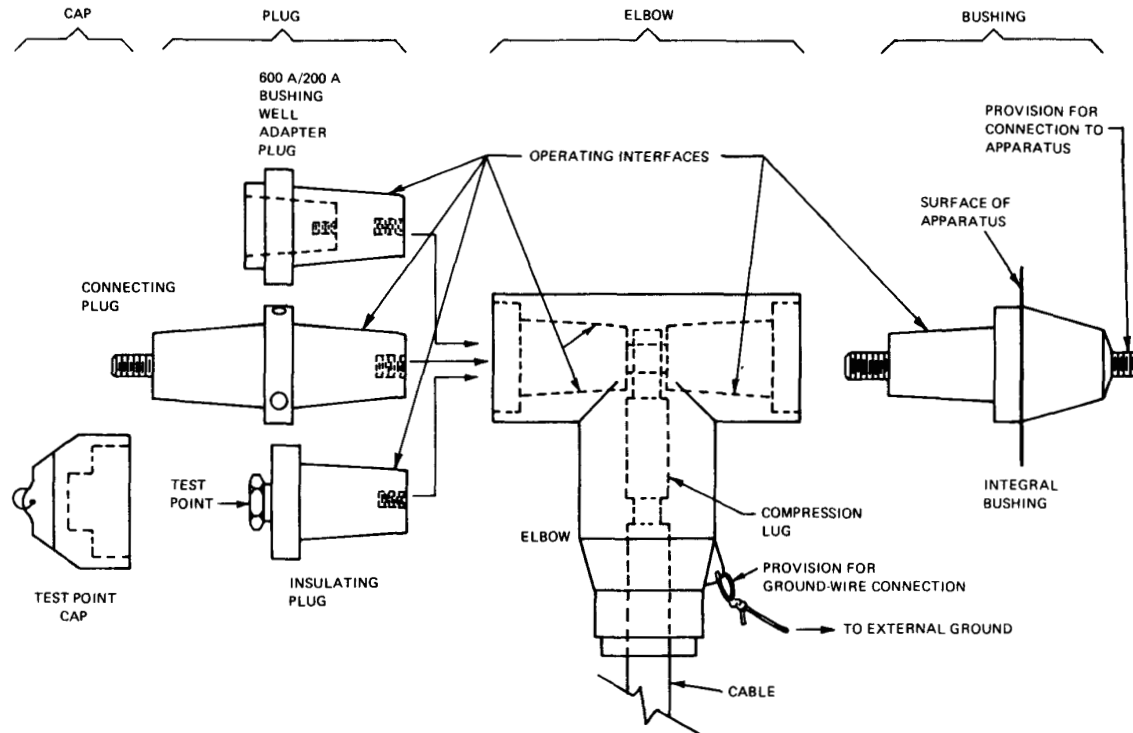 CAP
PLUG
ELBOW
BUSHING
600 A/200 A
BUSHING
WELL
ADAPTER
PLUG
OPERATING INTERFACES
PROVISION FOR
CONNECTION TO
APPARATUS
SURFACE OF
APPARATUS
CONNECTING
PLUG
TEST
POINT
INTEGRAL
BUSHING
COMPRESSION
LUG
ELBOW
PROVISION FOR
GROUND-WIRE CONNECTION
INSULATING
PLUG
TEST POINT
CAP
TO EXTERNAL GROUND
CABLE